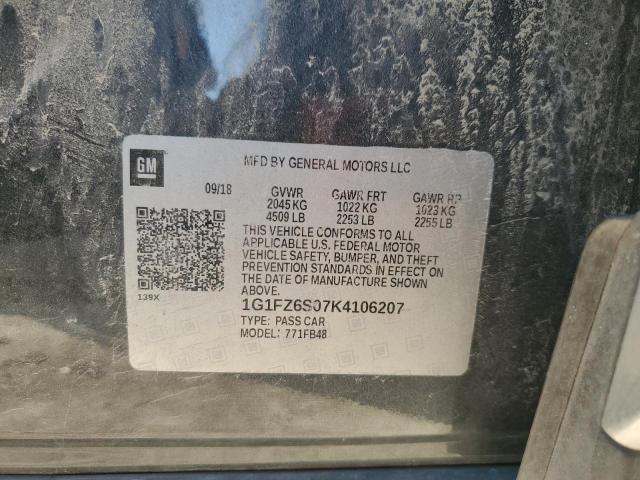 GM
MFD BY GENERAL MOTORS LLC
09/18 GVWR GAWR FRT GAWR RR
2045 KG 1022 KG 1023 KG
4509 LB 2253 LB 2255 LB
THIS VEHICLE CONFORMS TO ALL
APPLICABLE U.S. FEDERAL MOTOR
VEHICLE SAFETY, BUMPER, AND THEFT
PREVENTION STANDARDS IN EFFECT ON
THE DATE OF MANUFACTURE SHOWN
ABOVE.
139X
1G1FZ6S07K4106207
TYPE: PASS CAR
MODEL: 771FB48